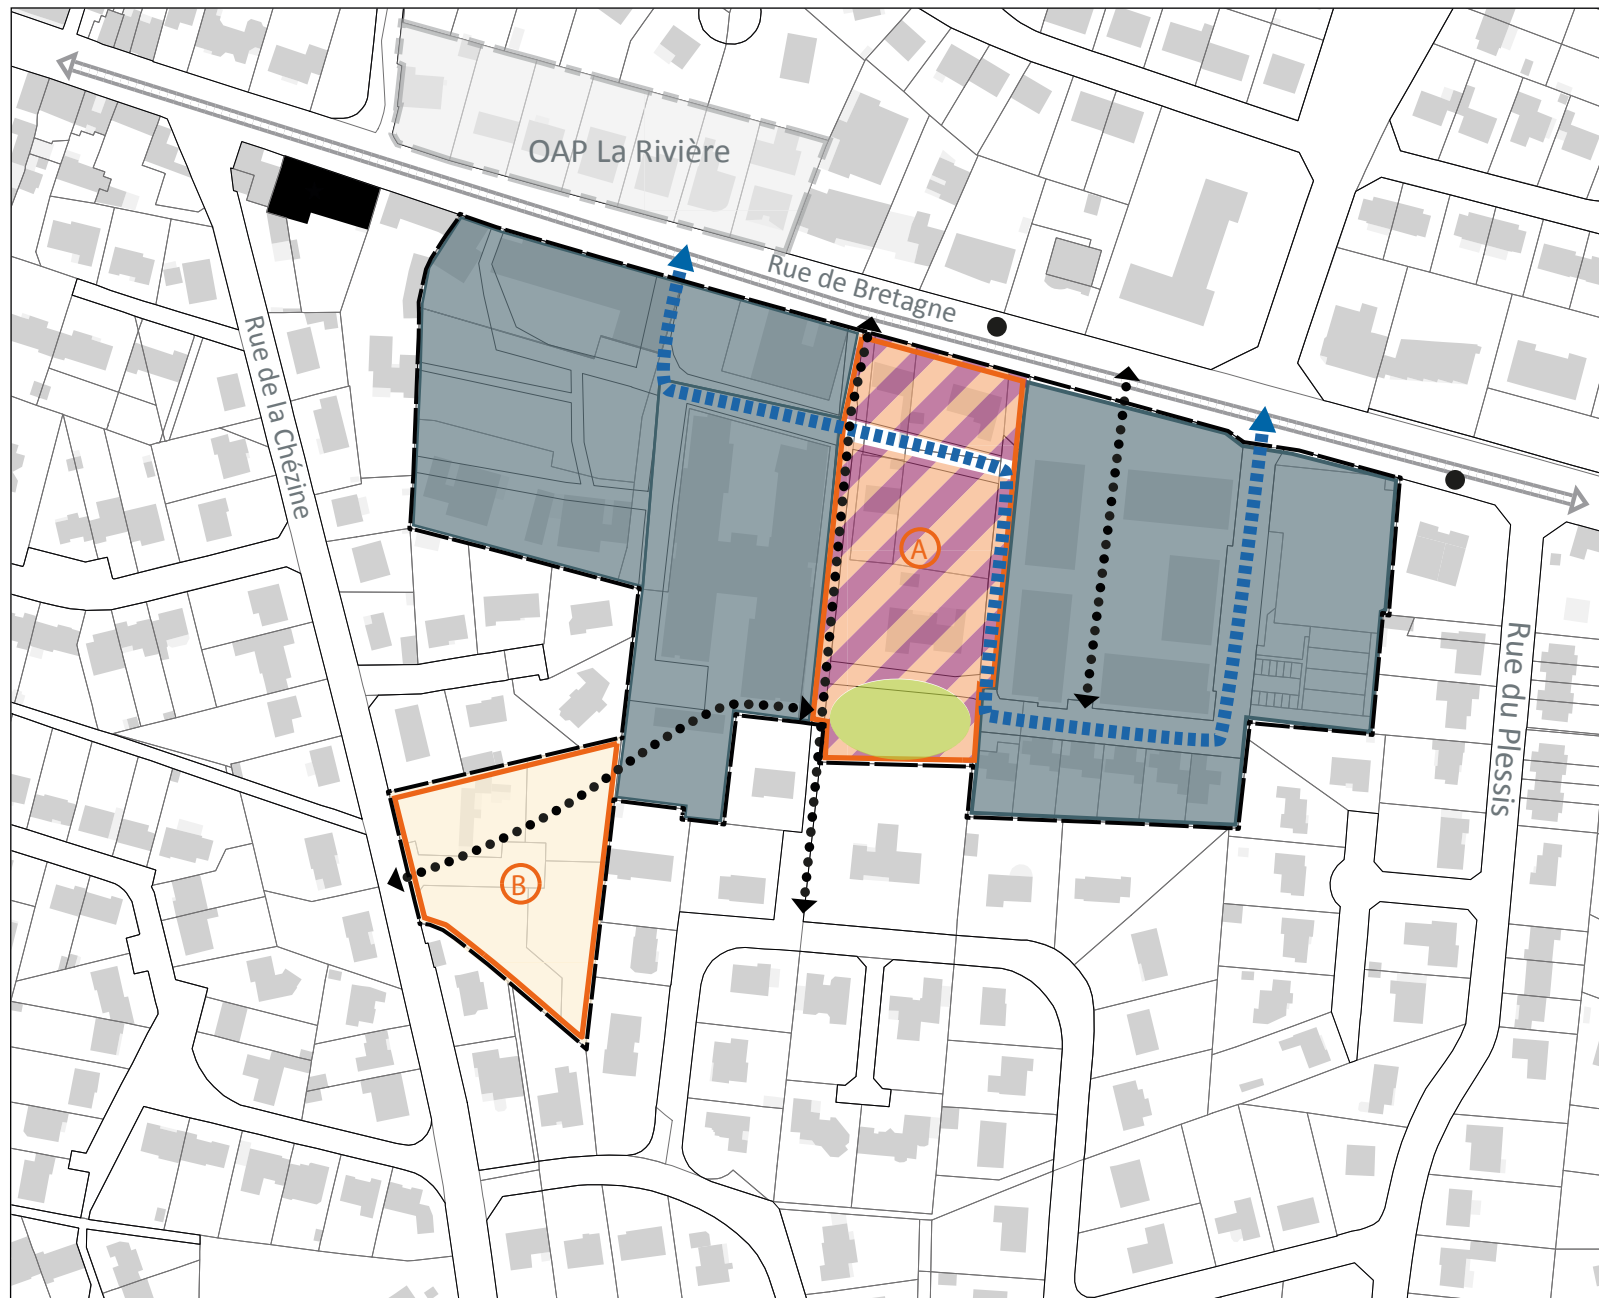 OAP La Rivière
Rue de Bretagne
Rue de la Chézine
A
Rue du Plessis
B